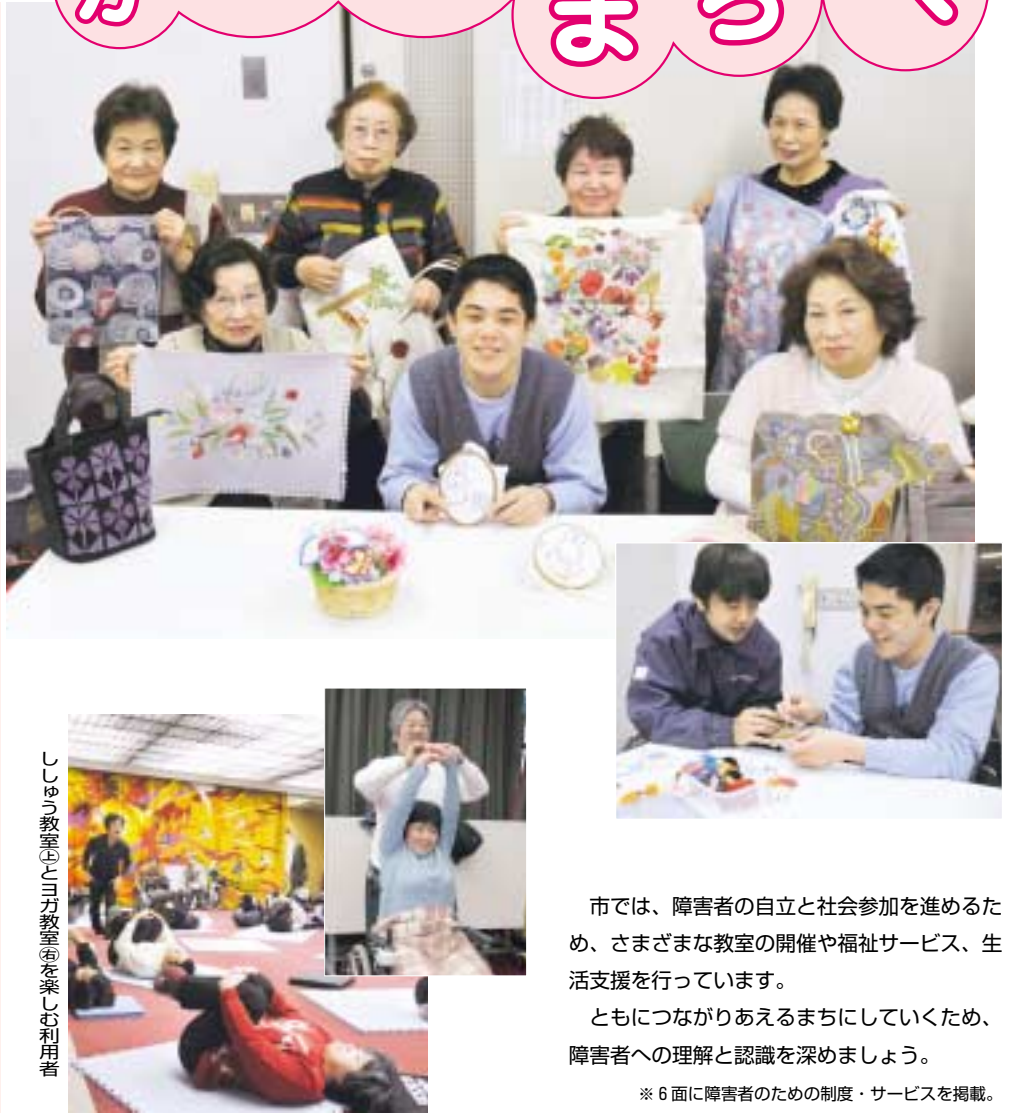 が
まつ
ししゅう教室㊤とヨガ教室㊨を楽しむ利用者
市では、障害者の自立と社会参加を進めるた
め、さまざまな教室の開催や福祉サービス、生
活支援を行っています。
ともにつながりあえるまちにしていくため、
障害者への理解と認識を深めましょう。
※６面に障害者のための制度・サービスを掲載。